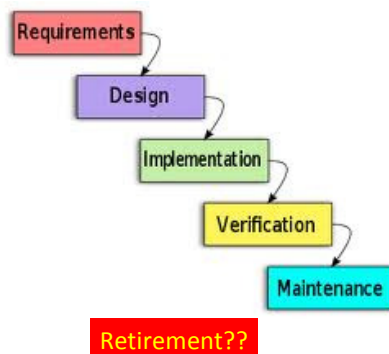 Requirements
Design
Implementation
Verification
Maintenance
Retirement??